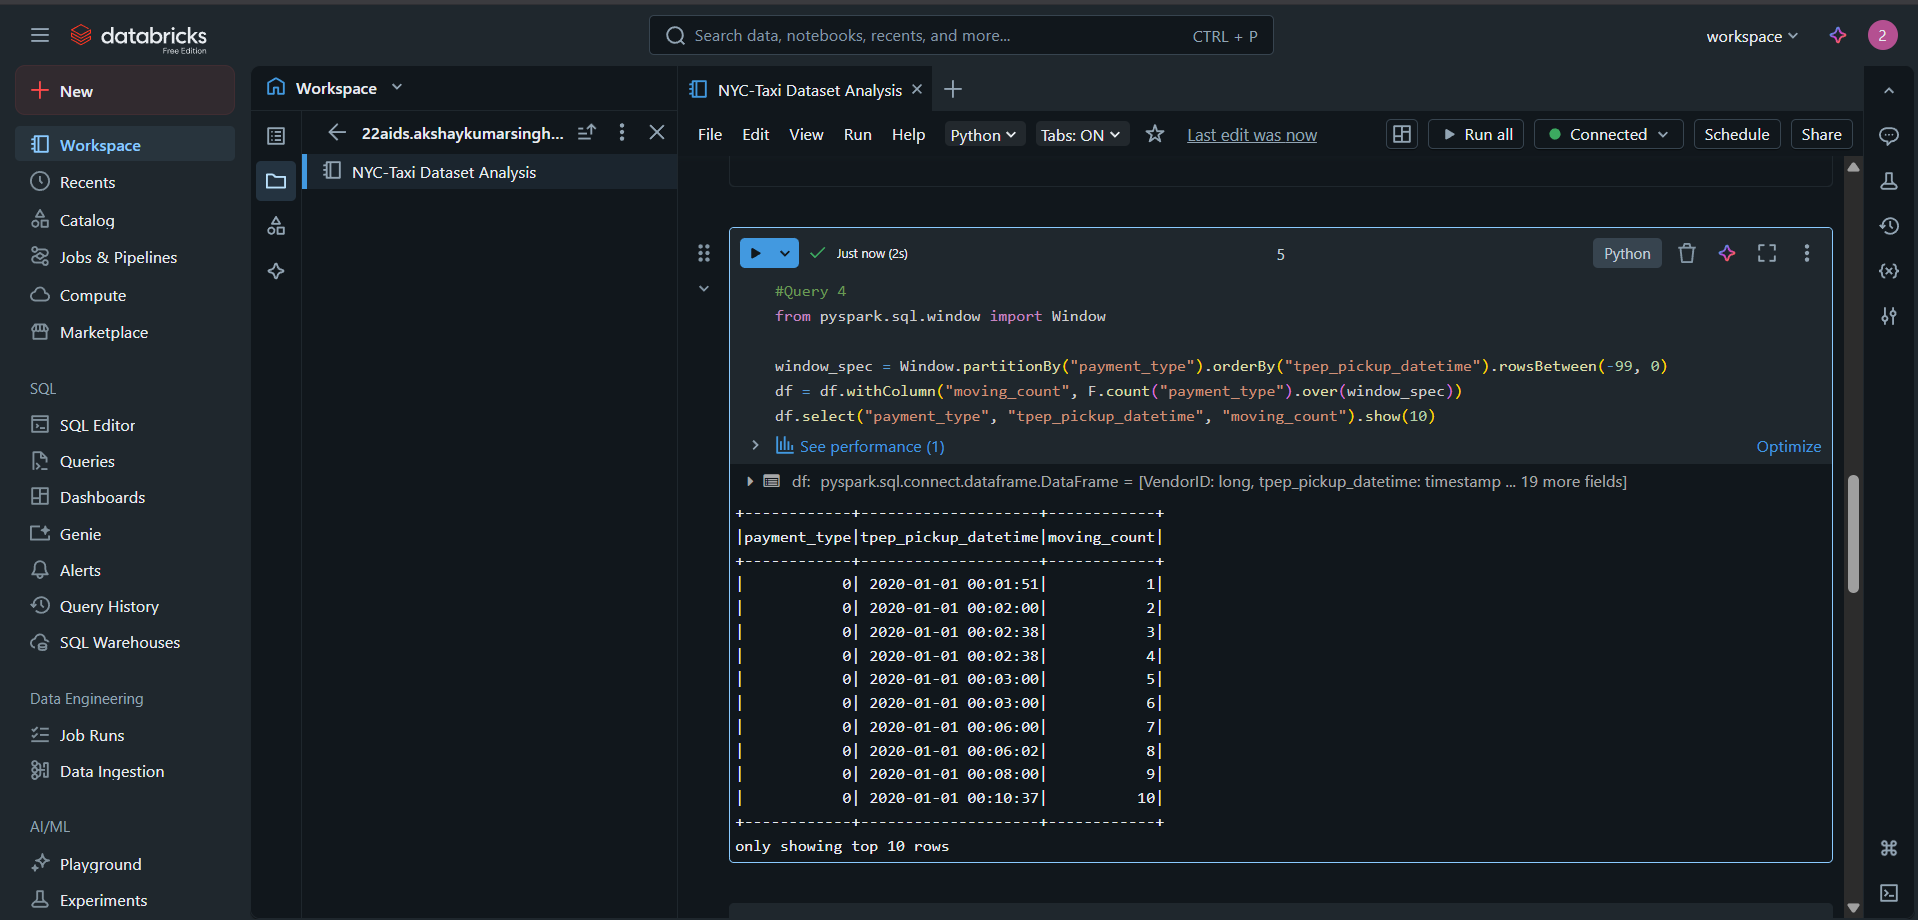 databricks
Free Edition
Search data, notebooks, recents, and more...
CTRL + P
workspace
2
New
Workspace
Recents
Catalog
Jobs & Pipelines
Compute
Marketplace
SQL
SQL Editor
Queries
Dashboards
Genie
Alerts
Query History
SQL Warehouses
Data Engineering
Job Runs
Data Ingestion
AI/ML
Playground
Experiments
Workspace
22aids.akshaykumarsingh...
NYC-Taxi Dataset Analysis
NYC-Taxi Dataset Analysis
File Edit View Run Help Python Tabs: ON Last edit was now
Run all Connected Schedule Share
Just now (2s)
5
Python
#Query 4
from pyspark.sql.window import Window
window_spec = Window.partitionBy("payment_type").orderBy("tpep_pickup_datetime").rowsBetween(-99, 0)
df = df.withColumn("moving_count", F.count("payment_type").over(window_spec))
df.select("payment_type", "tpep_pickup_datetime", "moving_count").show(10)
See performance (1)
Optimize
df: pyspark.sql.connect.dataframe.DataFrame = [VendorID: long, tpep_pickup_datetime: timestamp ... 19 more fields]
+------------+--------------------+------------+
|payment_type|tpep_pickup_datetime|moving_count|
+------------+--------------------+------------+
|           0| 2020-01-01 00:01:51|           1|
|           0| 2020-01-01 00:02:00|           2|
|           0| 2020-01-01 00:02:38|           3|
|           0| 2020-01-01 00:02:38|           4|
|           0| 2020-01-01 00:03:00|           5|
|           0| 2020-01-01 00:03:00|           6|
|           0| 2020-01-01 00:06:00|           7|
|           0| 2020-01-01 00:06:02|           8|
|           0| 2020-01-01 00:08:00|           9|
|           0| 2020-01-01 00:10:37|          10|
+------------+--------------------+------------+
only showing top 10 rows